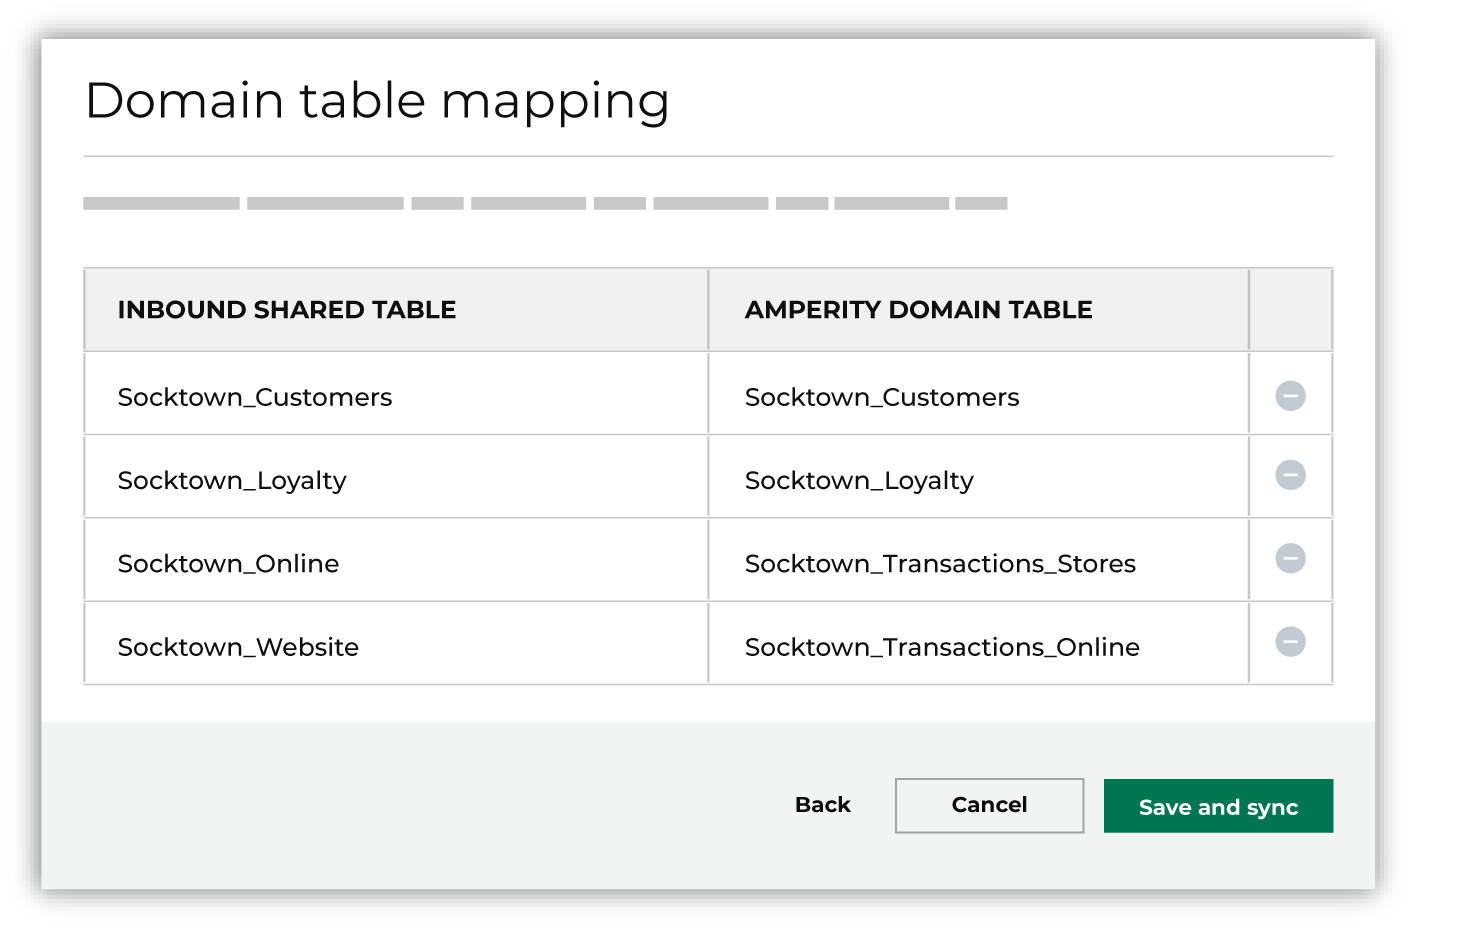 Domain table mapping
INBOUND SHARED TABLE AMPERITY DOMAIN TABLE
Socktown_Customers Socktown_Customers
Socktown_Loyalty Socktown_Loyalty
Socktown_Online Socktown_Transactions_Stores
Socktown_Website Socktown_Transactions_Online
Back Cancel Save and sync